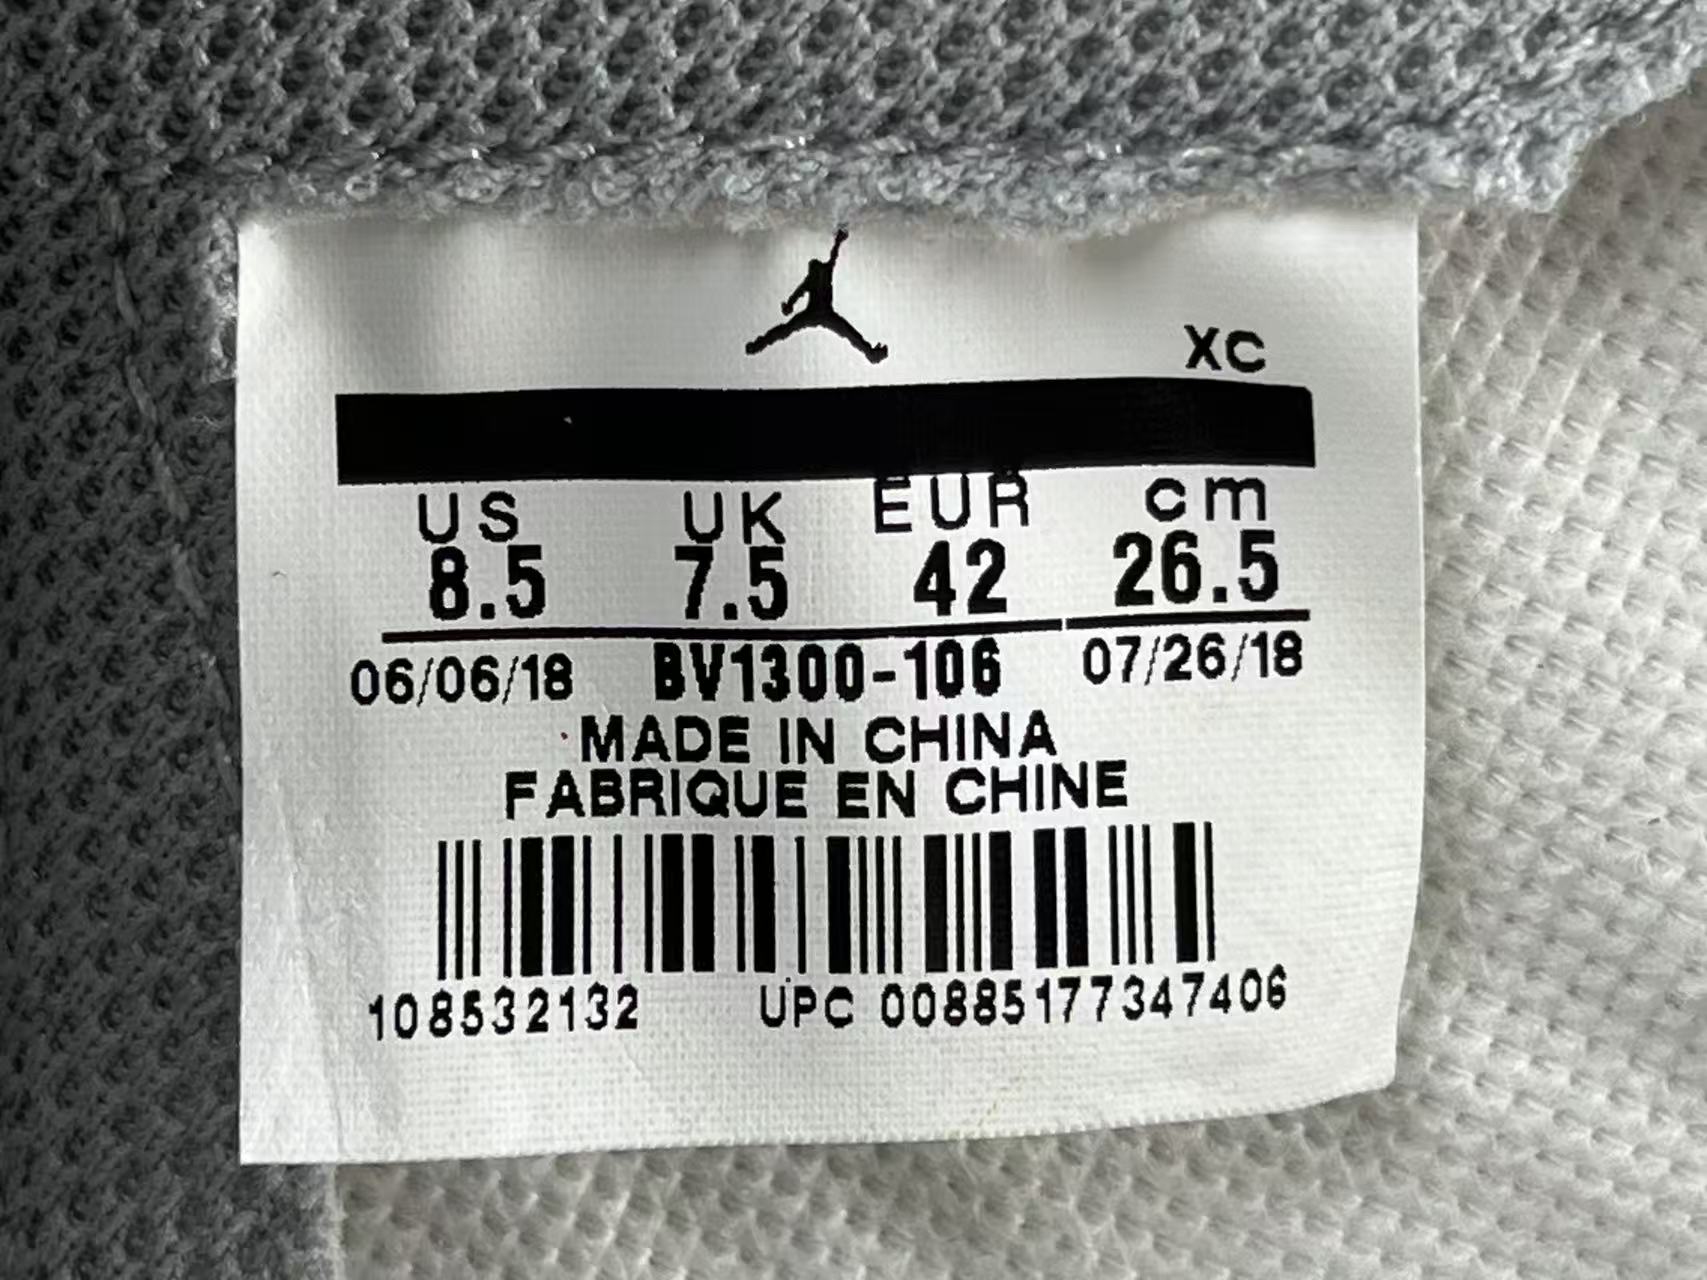 XC
US UK EUR cm
8.5 7.5 42 26.5
06/06/18 BV1300-106 07/26/18
MADE IN CHINA
FABRIQUE EN CHINE
108532132 UPC 00885177347406